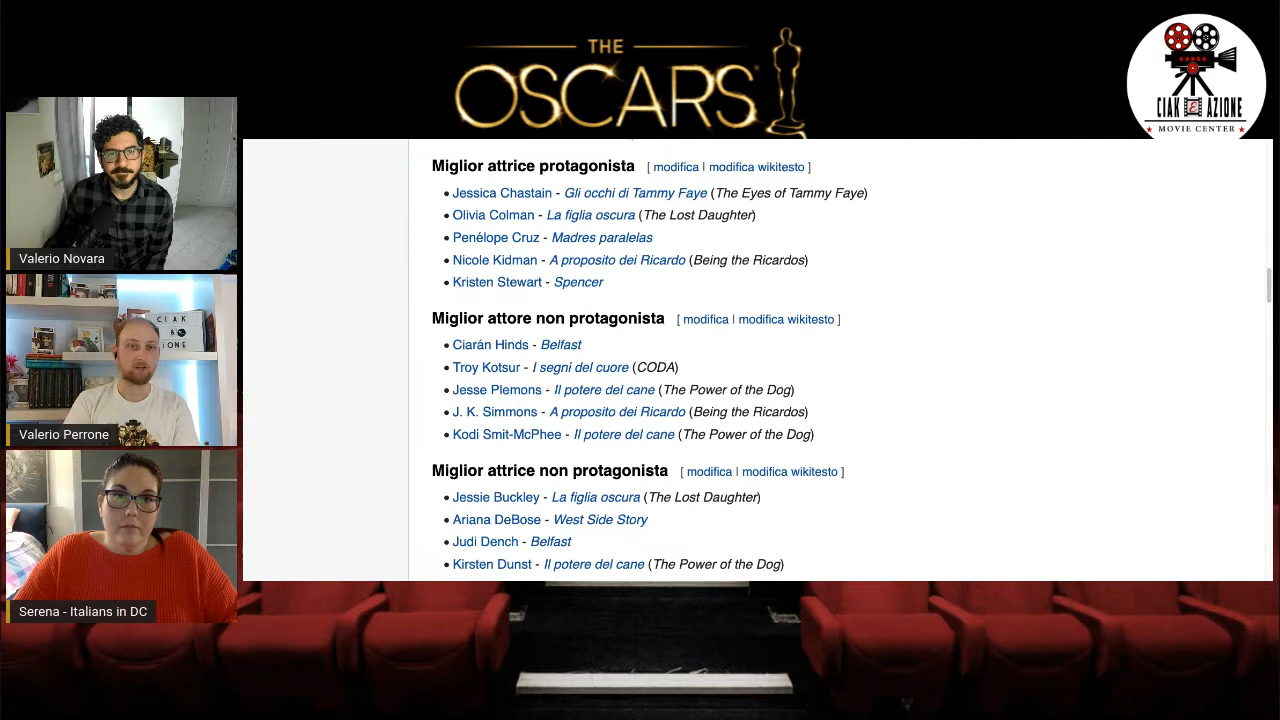 THE
OSCARS
CIAK E AZIONE
MOVIE CENTER
Valerio Novara
CIAK
&
IONE
Valerio Perrone
Serena - Italians in DC
Miglior attrice protagonista [ modifica | modifica wikitesto ]
• Jessica Chastain - Gli occhi di Tammy Faye (The Eyes of Tammy Faye)
• Olivia Colman - La figlia oscura (The Lost Daughter)
• Penélope Cruz - Madres paralelas
• Nicole Kidman - A proposito dei Ricardo (Being the Ricardos)
• Kristen Stewart - Spencer
Miglior attore non protagonista [ modifica | modifica wikitesto ]
• Ciarán Hinds - Belfast
• Troy Kotsur - I segni del cuore (CODA)
• Jesse Plemons - Il potere del cane (The Power of the Dog)
• J. K. Simmons - A proposito dei Ricardo (Being the Ricardos)
• Kodi Smit-McPhee - Il potere del cane (The Power of the Dog)
Miglior attrice non protagonista [ modifica | modifica wikitesto ]
• Jessie Buckley - La figlia oscura (The Lost Daughter)
• Ariana DeBose - West Side Story
• Judi Dench - Belfast
• Kirsten Dunst - Il potere del cane (The Power of the Dog)